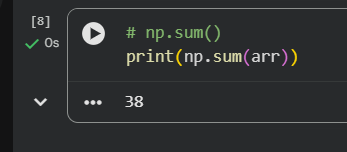 [8]
0s
# np.sum()
print(np.sum(arr))
38